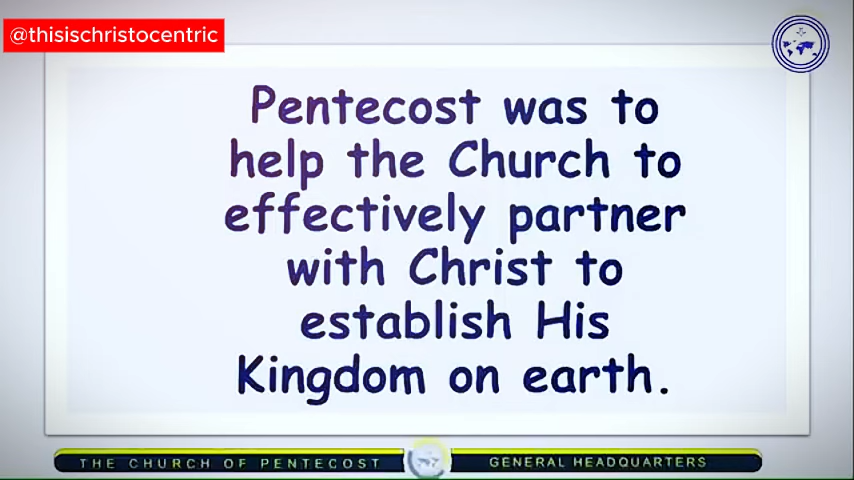 @thisischristocentric
Pentecost was to
help the Church to
effectively partner
with Christ to
establish His
Kingdom on earth.
THE CHURCH OF PENTECOST GENERAL HEADQUARTERS